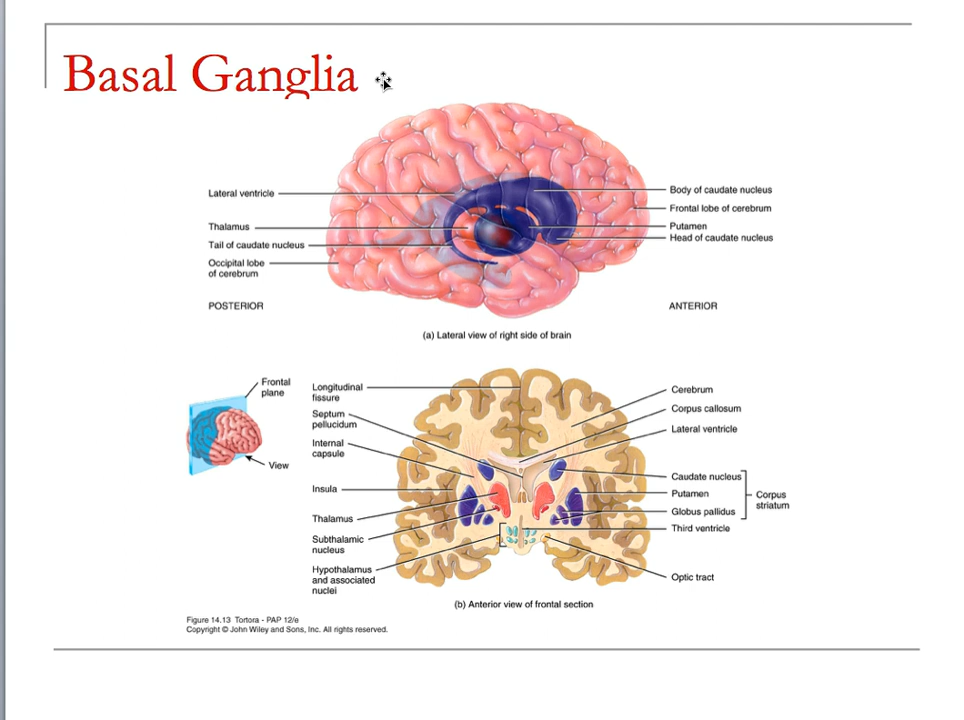 Basal Ganglia
Lateral ventricle
Thalamus
Tail of caudate nucleus
Occipital lobe
of cerebrum
POSTERIOR
Body of caudate nucleus
Frontal lobe of cerebrum
Putamen
Head of caudate nucleus
ANTERIOR
(a) Lateral view of right side of brain
Frontal
plane
View
Longitudinal
fissure
Septum
pellucidum
Internal
capsule
Insula
Thalamus
Subthalamic
nucleus
Hypothalamus
and associated
nuclei
Cerebrum
Corpus callosum
Lateral ventricle
Caudate nucleus
Putamen
Globus pallidus
Corpus
striatum
Third ventricle
Optic tract
(b) Anterior view of frontal section
Figure 14.13 Tortora - PAP 12/e
Copyright © John Wiley and Sons, Inc. All rights reserved.